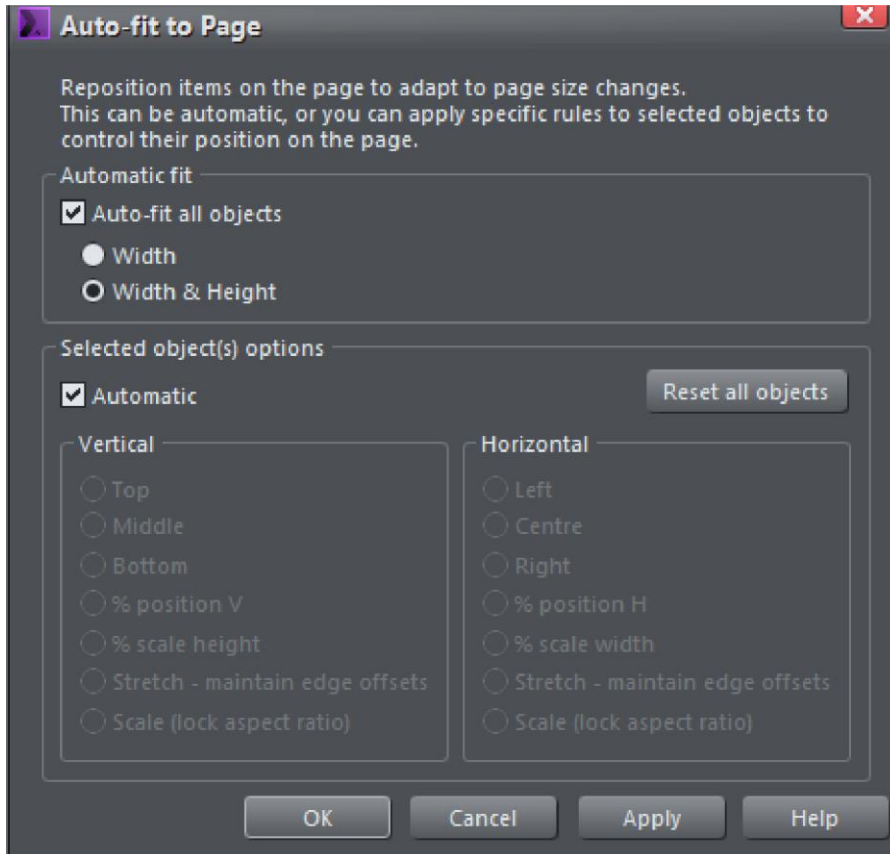 Auto-fit to Page
Reposition items on the page to adapt to page size changes.
This can be automatic, or you can apply specific rules to selected objects to
control their position on the page.
Automatic fit
Auto-fit all objects
Width
Width & Height
Selected object(s) options
Automatic
Reset all objects
Vertical
Top
Middle
Bottom
% position V
% scale height
Stretch - maintain edge offsets
Scale (lock aspect ratio)
Horizontal
Left
Centre
Right
% position H
% scale width
Stretch - maintain edge offsets
Scale (lock aspect ratio)
OK
Cancel
Apply
Help